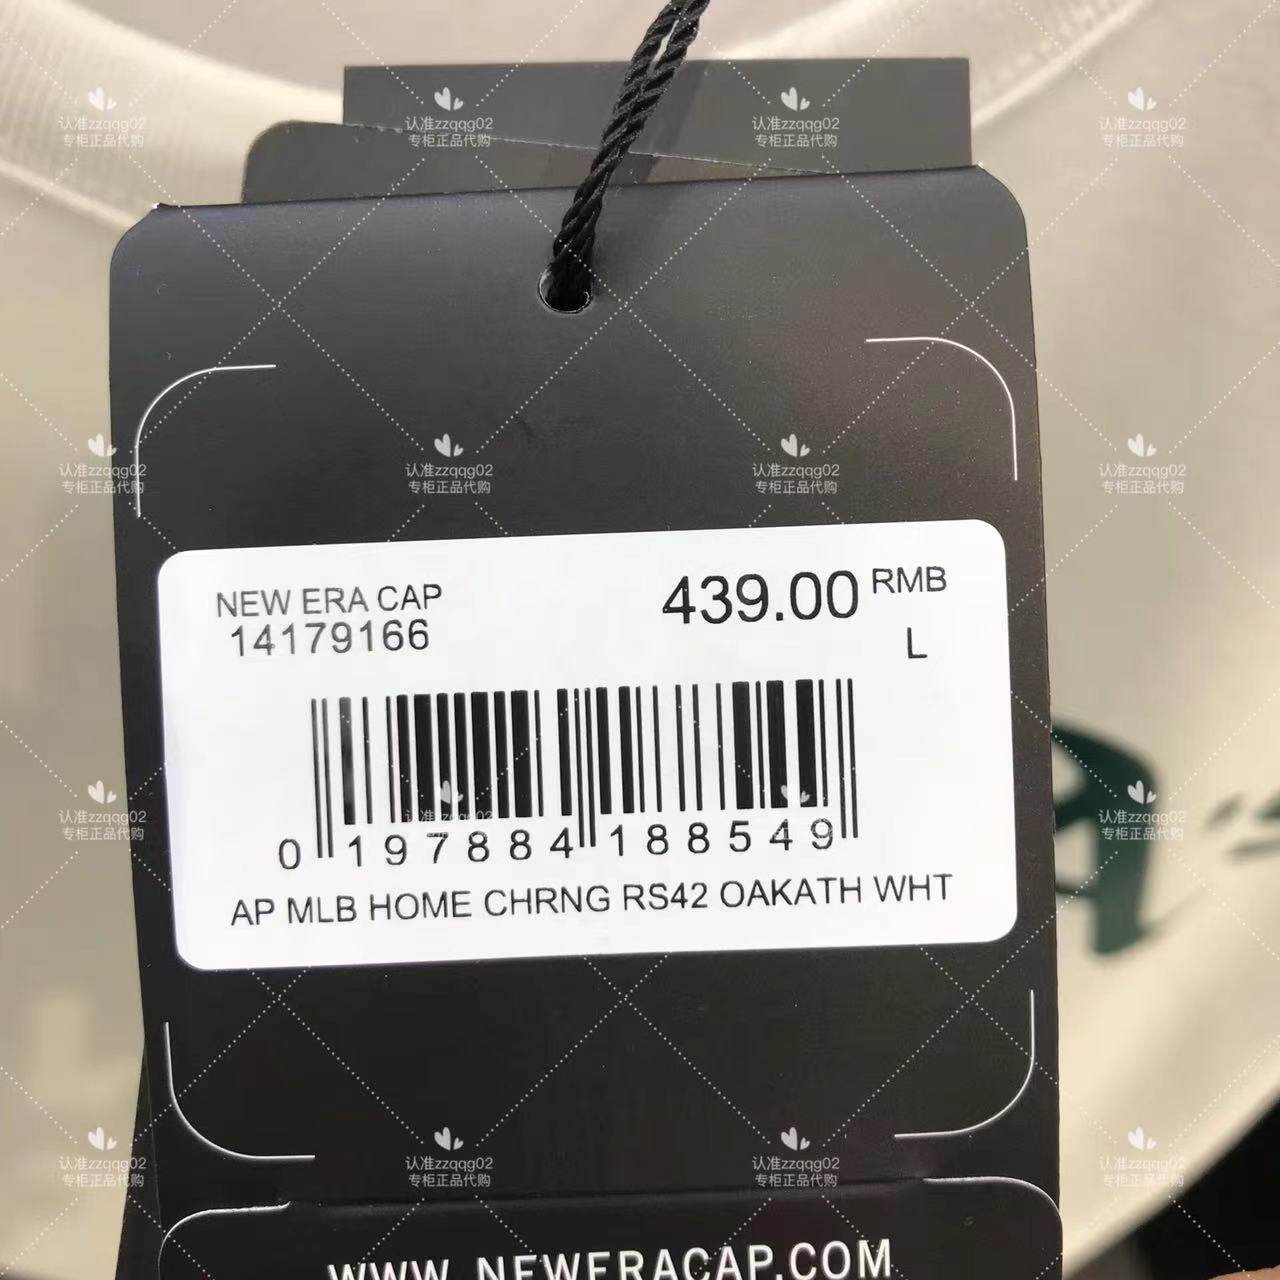 NEW ERA CAP
14179166
439.00 RMB
L
0 197884 188549
AP MLB HOME CHRNG RS42 OAKATH WHT
WWW.NEWERACAP.COM
A's
认准zzqqg02
专柜正品代购